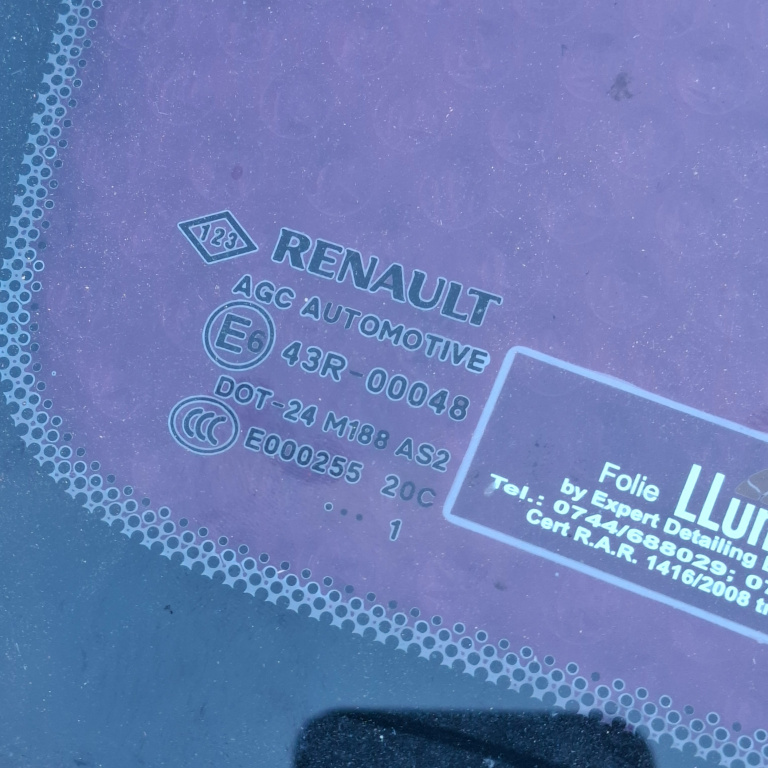 123
RENAULT
AGC AUTOMOTIVE
E6 43R-00048
DOT-24 M188 AS2
CCC E000255 20C
... 1
Folie
by Expert Detailing
Tel.: 0744/688029; 07
Cert R.A.R. 1416/2008